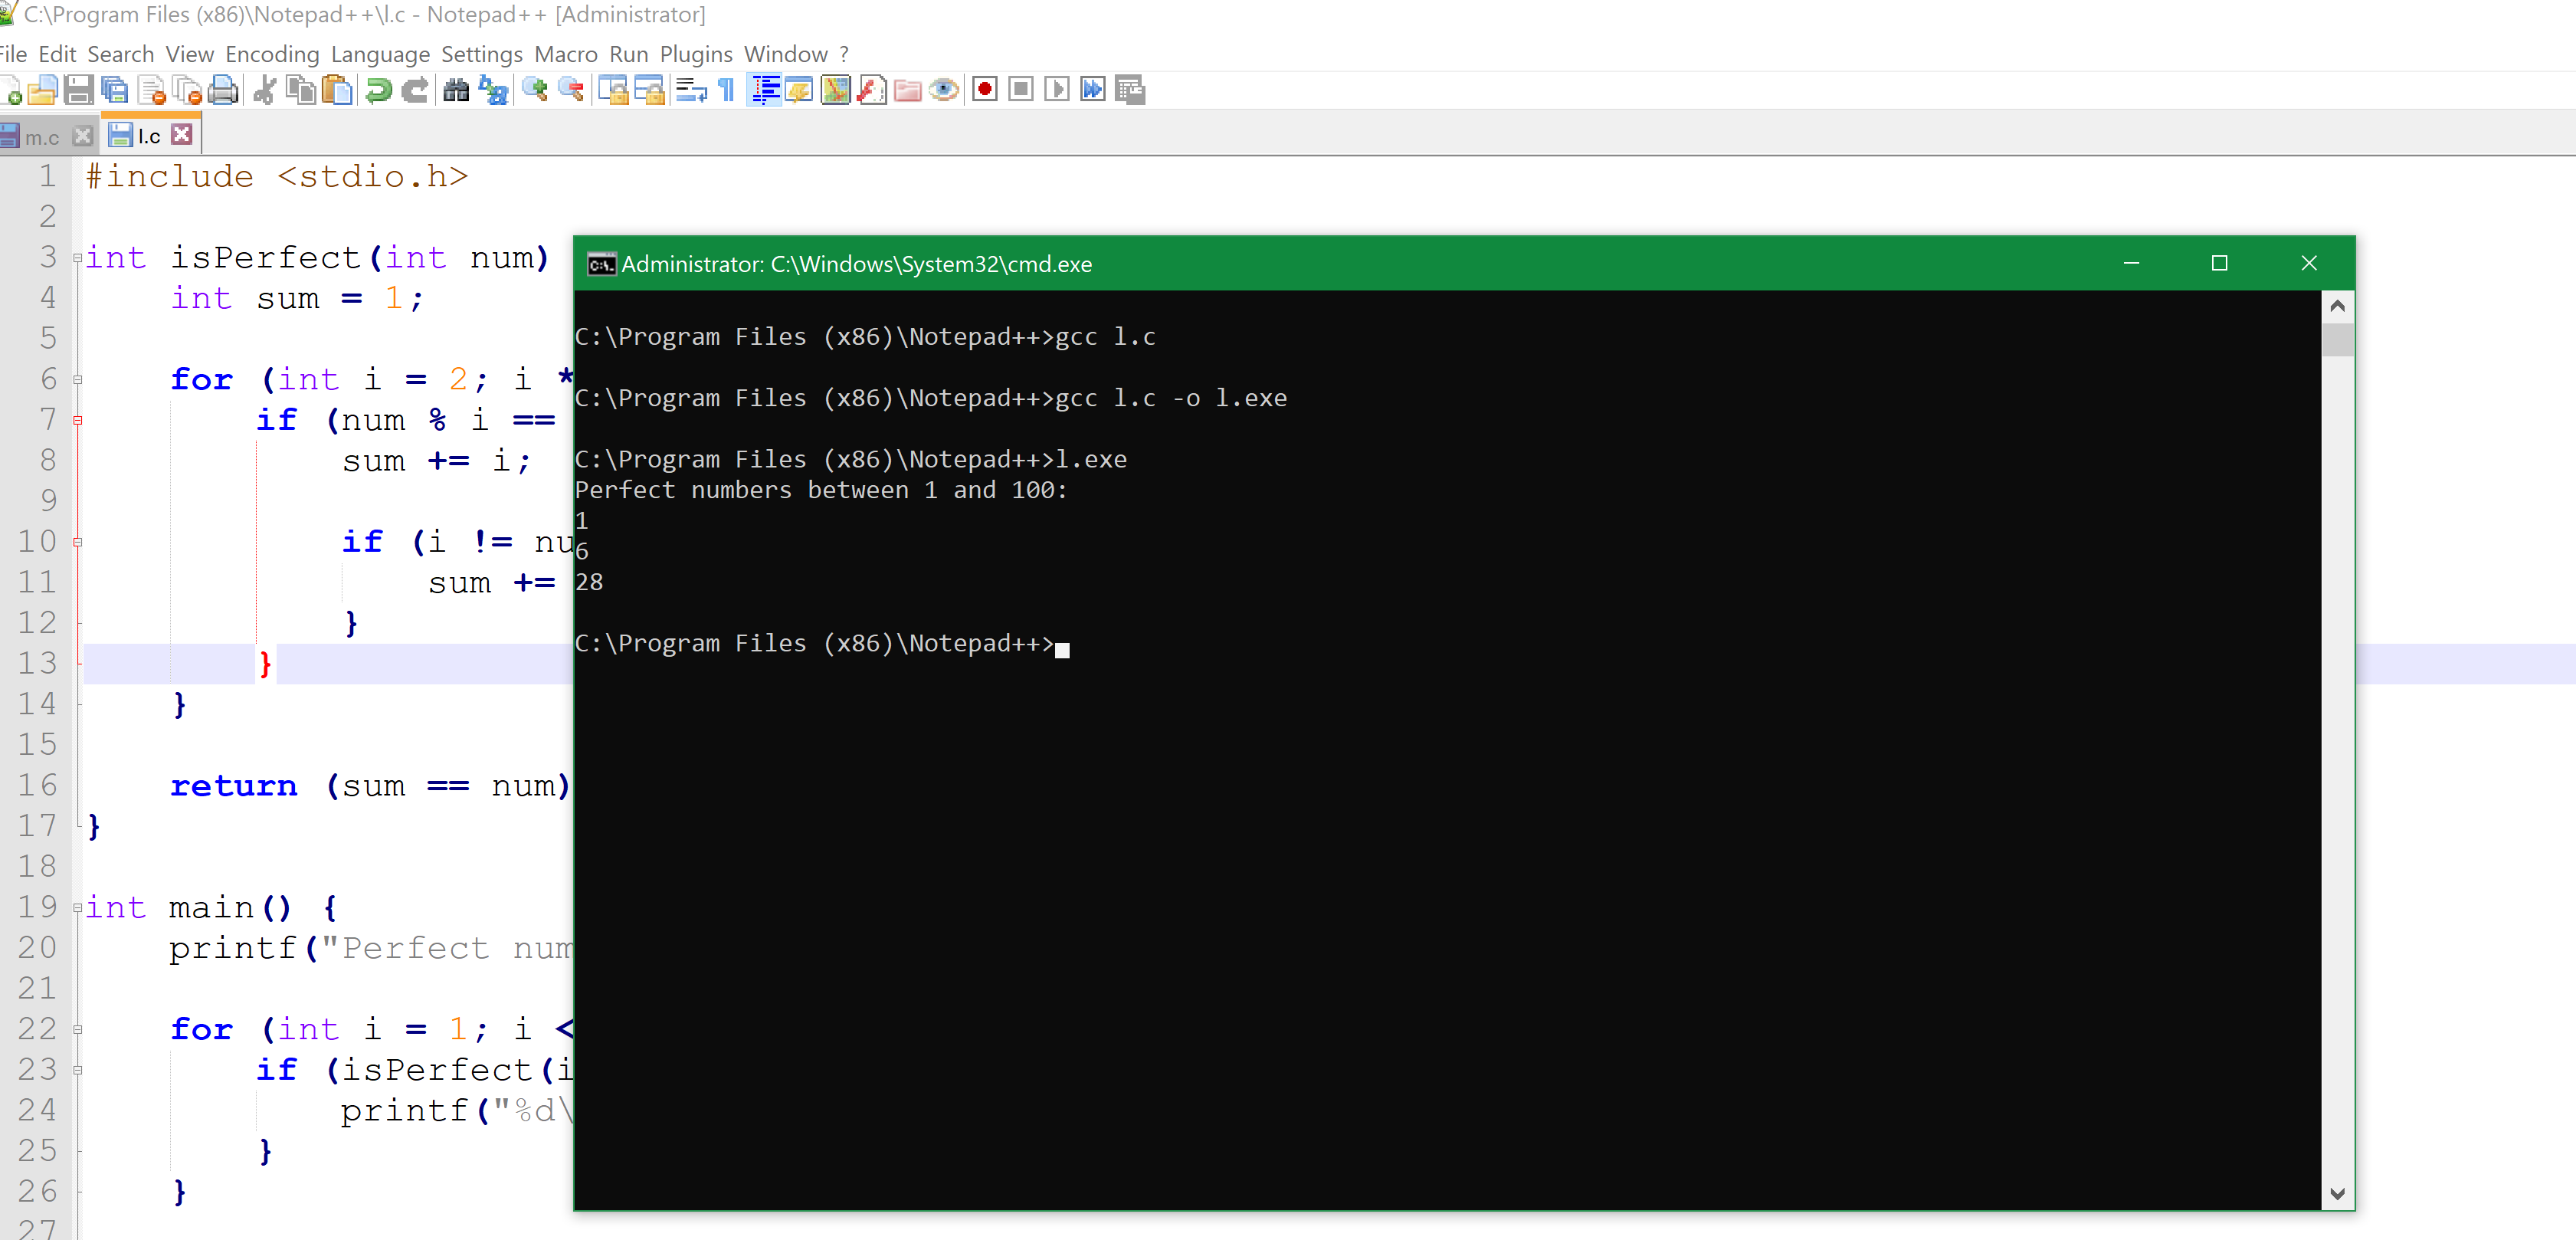 C:\Program Files (x86)\Notepad++\l.c - Notepad++ [Administrator]
File Edit Search View Encoding Language Settings Macro Run Plugins Window ?
m.c l.c
1 #include <stdio.h>
2
3 int isPerfect(int num)
4 int sum = 1;
5
6 for (int i = 2; i *
7 if (num % i ==
8 sum += i;
9
10 if (i != nu
11 sum +=
12 }
13 }
14 }
15
16 return (sum == num)
17 }
18
19 int main() {
20 printf("Perfect num
21
22 for (int i = 1; i <
23 if (isPerfect(i
24 printf("%d\
25 }
26 }
27
Administrator: C:\Windows\System32\cmd.exe
C:\Program Files (x86)\Notepad++>gcc l.c
C:\Program Files (x86)\Notepad++>gcc l.c -o l.exe
C:\Program Files (x86)\Notepad++>l.exe
Perfect numbers between 1 and 100:
1
6
28
C:\Program Files (x86)\Notepad++>